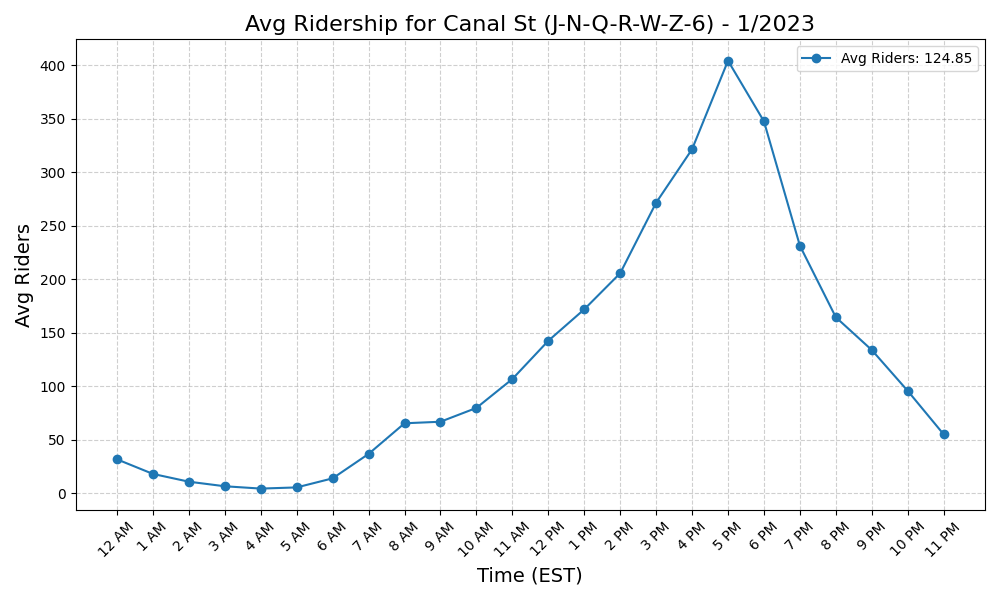 Avg Ridership for Canal St (J-N-Q-R-W-Z-6) - 1/2023
Avg Riders: 124.85
Avg Riders
400
350
300
250
200
150
100
50
0
12 AM
1 AM
2 AM
3 AM
4 AM
5 AM
6 AM
7 AM
8 AM
9 AM
10 AM
11 AM
12 PM
1 PM
2 PM
3 PM
4 PM
5 PM
6 PM
7 PM
8 PM
9 PM
10 PM
11 PM
Time (EST)